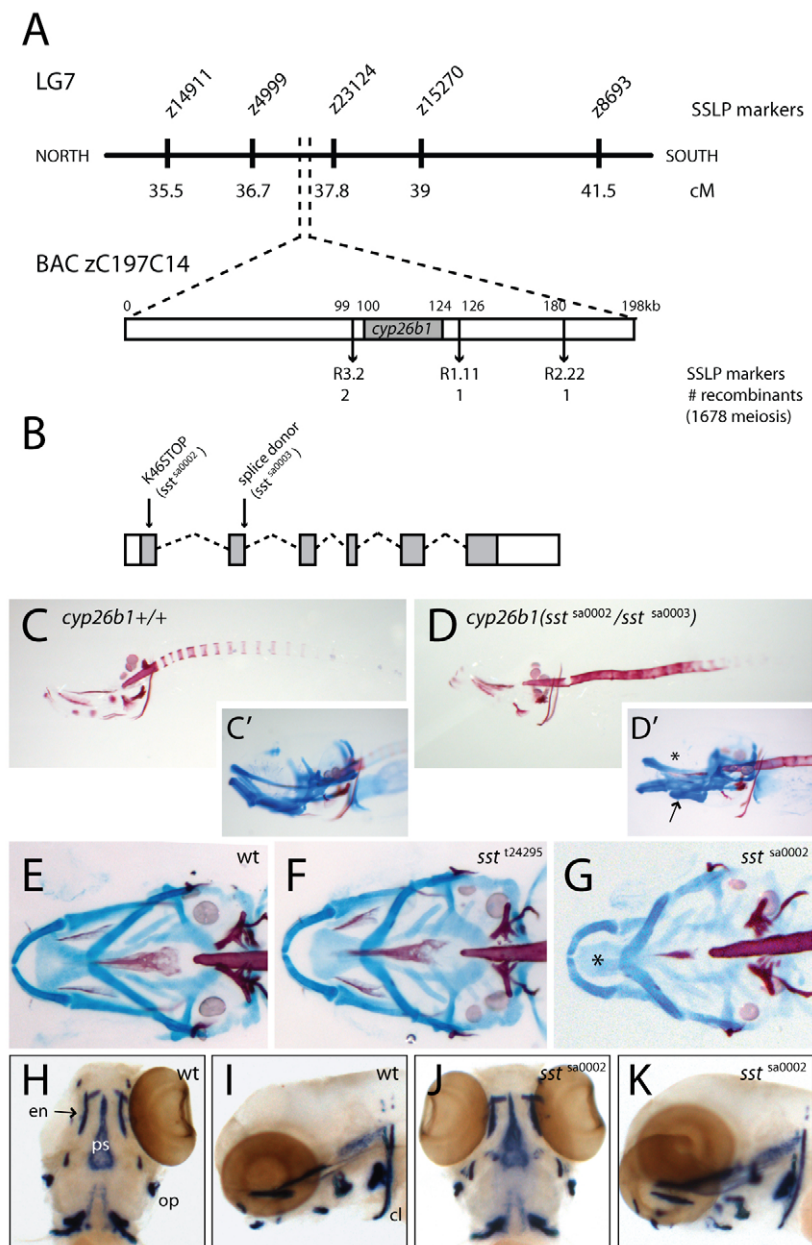 A
LG7
z14911 z4999 z23124 z15270 z8693
SSLP markers
NORTH SOUTH
35.5 36.7 37.8 39 41.5 cM
BAC zC197C14
0 99 100 124 126 180 198kb
cyp26b1
R3.2 R1.11 R2.22 SSLP markers
2 1 1 # recombinants
(1678 meiosis)
B
K46STOP
(sst sa0002)
splice donor
(sst sa0003)
C cyp26b1+/+
D cyp26b1(sst sa0002/sst sa0003)
C'
D'
*
E wt
F sst t24295
G sst sa0002
*
H wt
en
ps
op
I wt
cl
J sst sa0002
K sst sa0002